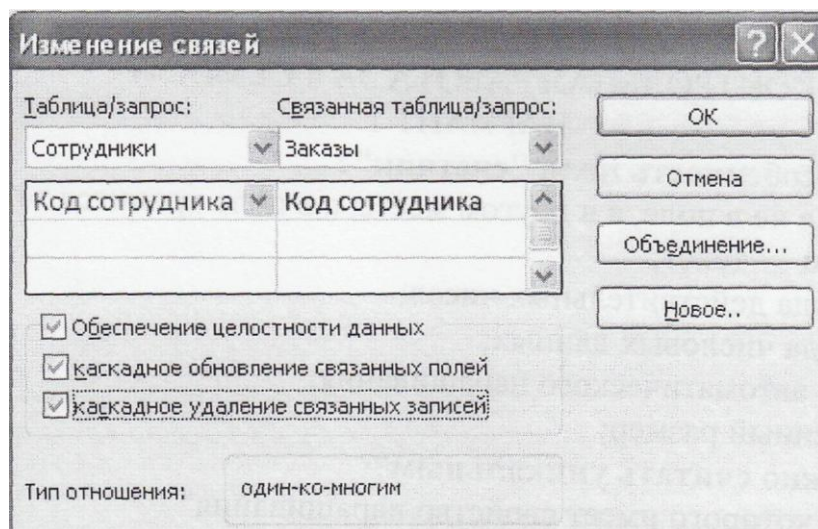 Изменение связей
Таблица/запрос: Связанная таблица/запрос:
Сотрудники Заказы
Код сотрудника Код сотрудника
Обеспечение целостности данных
каскадное обновление связанных полей
каскадное удаление связанных записей
Тип отношения: один-ко-многим
ОК
Отмена
Объединение...
Новое..